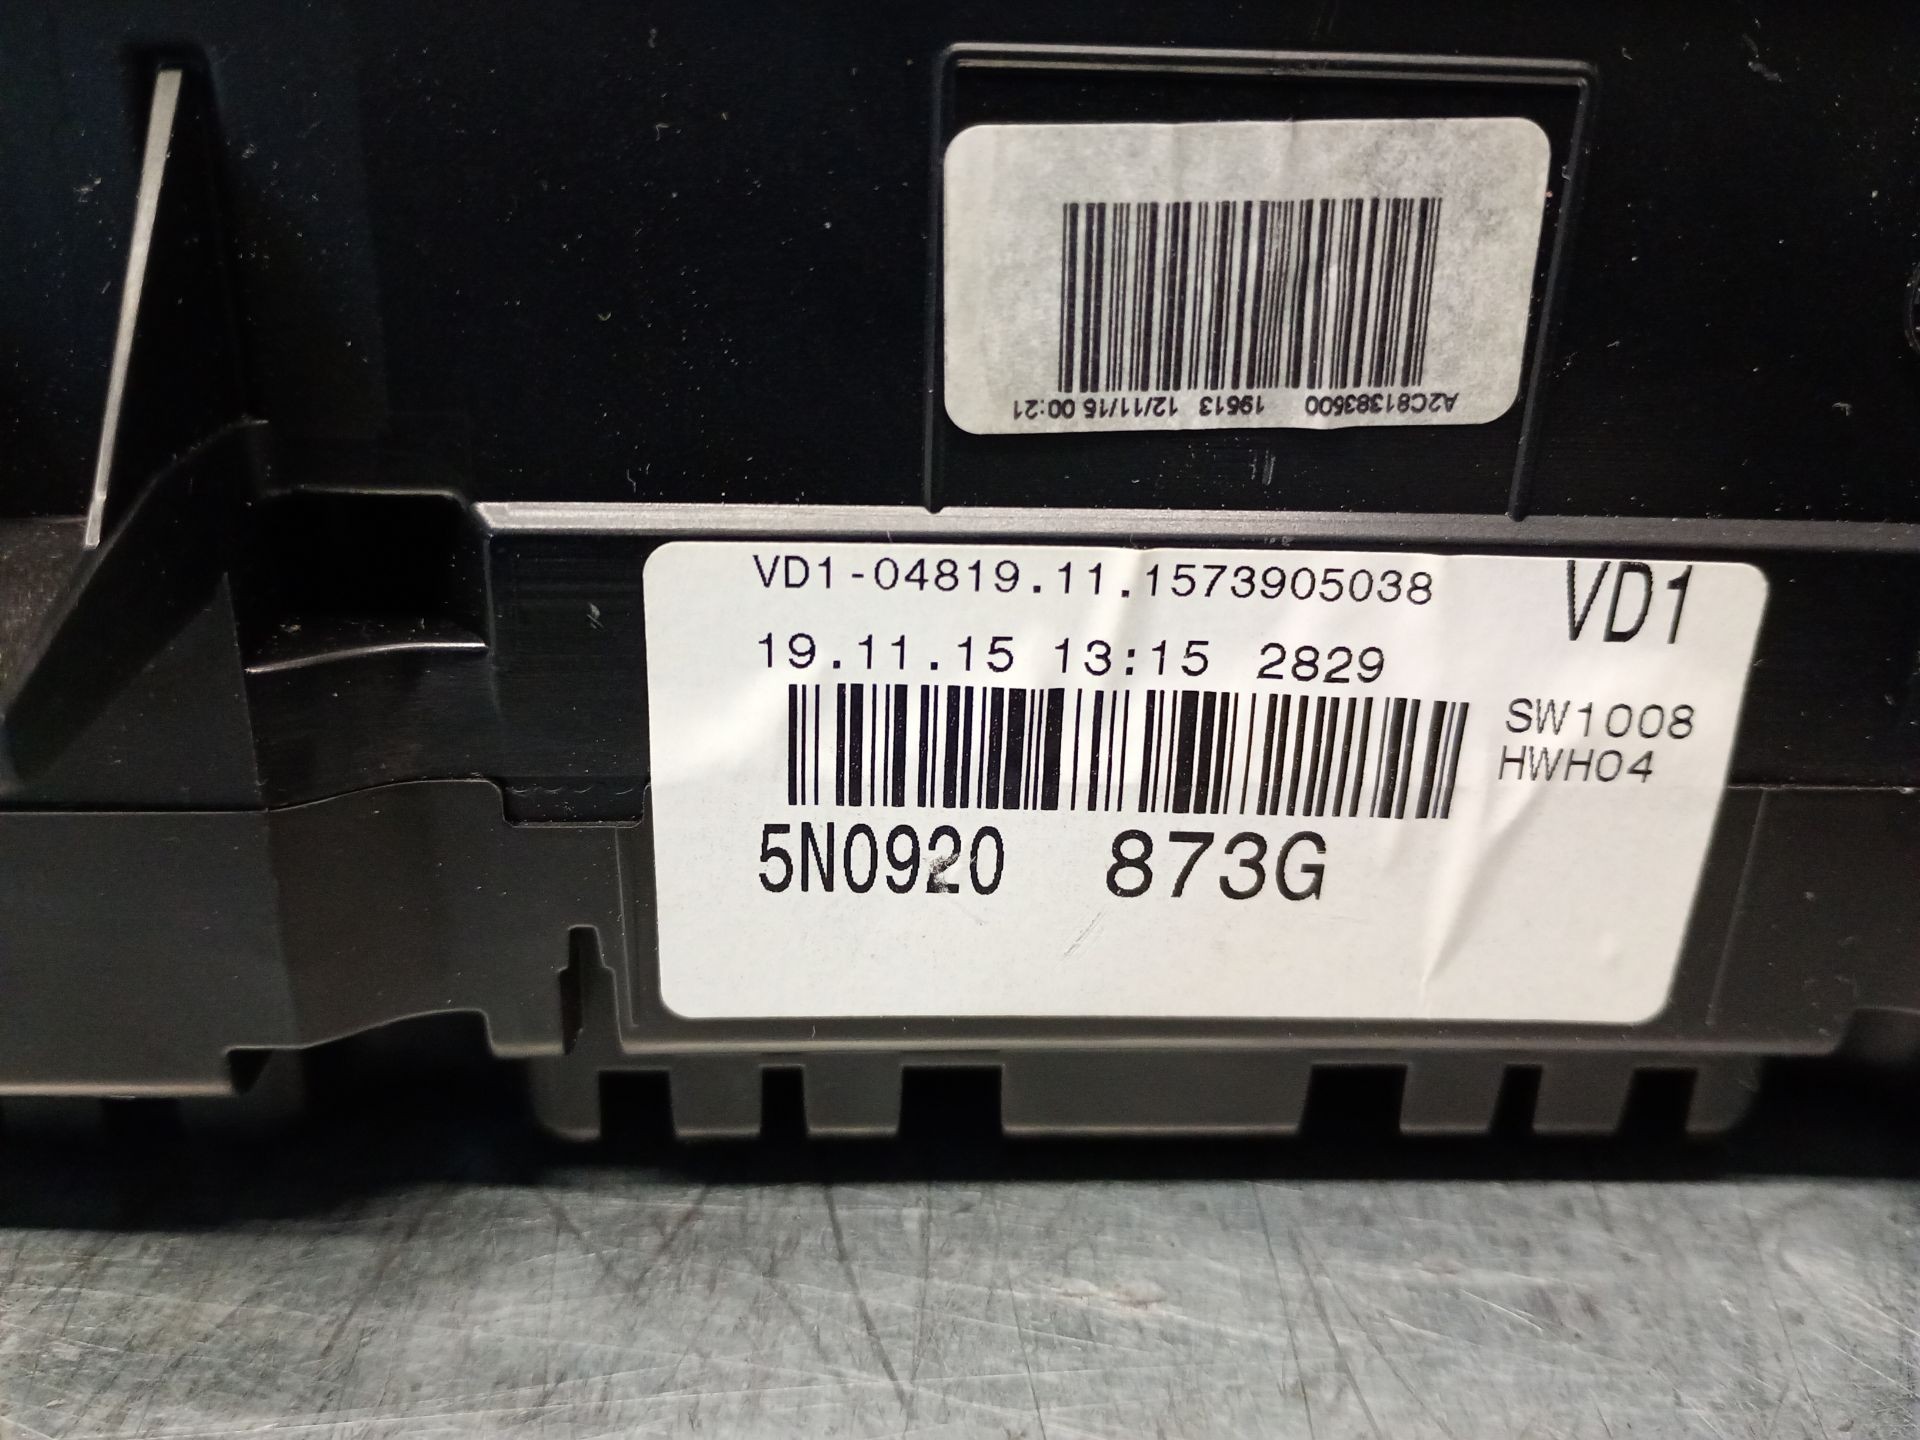 A2C81383500 19513 12/11/15 00:21
VD1-04819.11.1573905038 VD1
19.11.15 13:15 2829
SW1008
HWH04
5N0920 873G